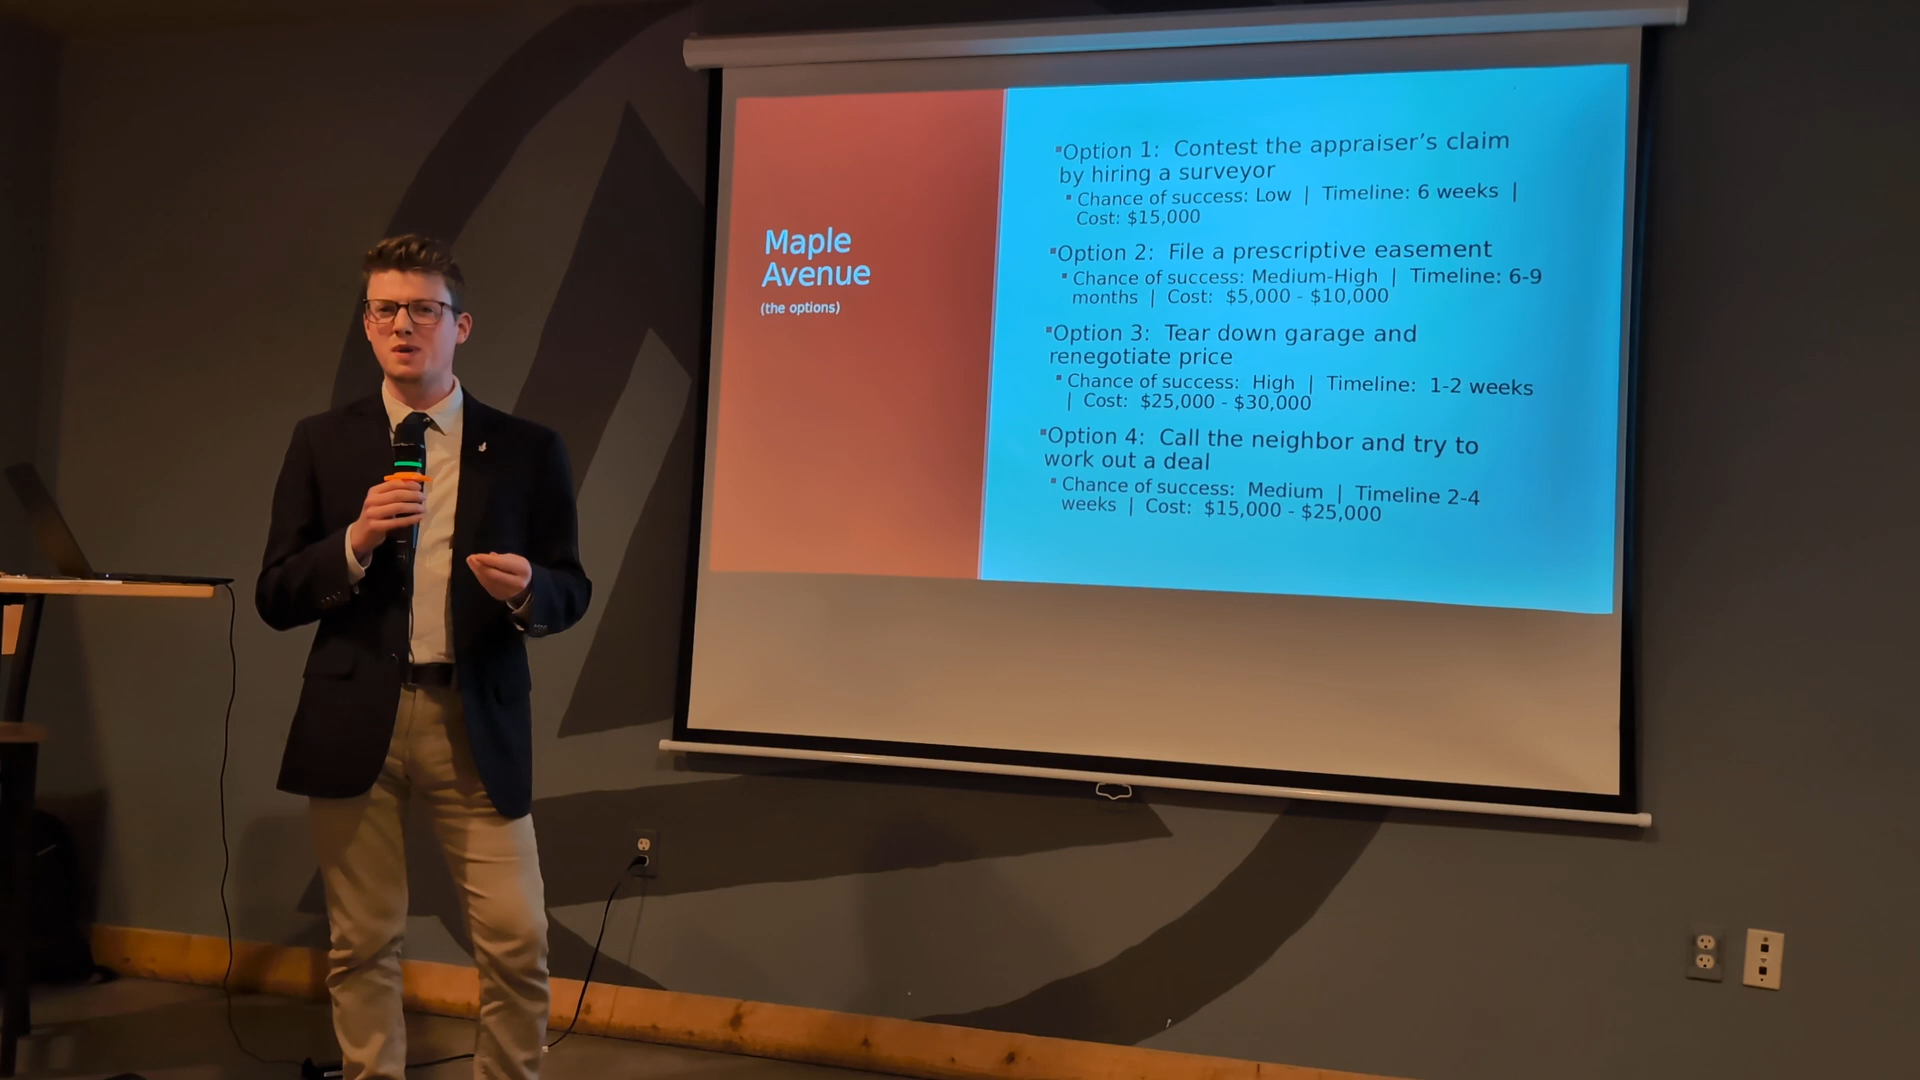 Maple
Avenue
(the options)
Option 1:  Contest the appraiser’s claim
by hiring a surveyor
Chance of success: Low  |  Timeline: 6 weeks  |
Cost: $15,000
Option 2:  File a prescriptive easement
Chance of success: Medium-High  |  Timeline: 6-9
months  |  Cost:  $5,000 - $10,000
Option 3:  Tear down garage and
renegotiate price
Chance of success:  High  |  Timeline:  1-2 weeks
|  Cost:  $25,000 - $30,000
Option 4:  Call the neighbor and try to
work out a deal
Chance of success:  Medium  |  Timeline 2-4
weeks  |  Cost:  $15,000 - $25,000